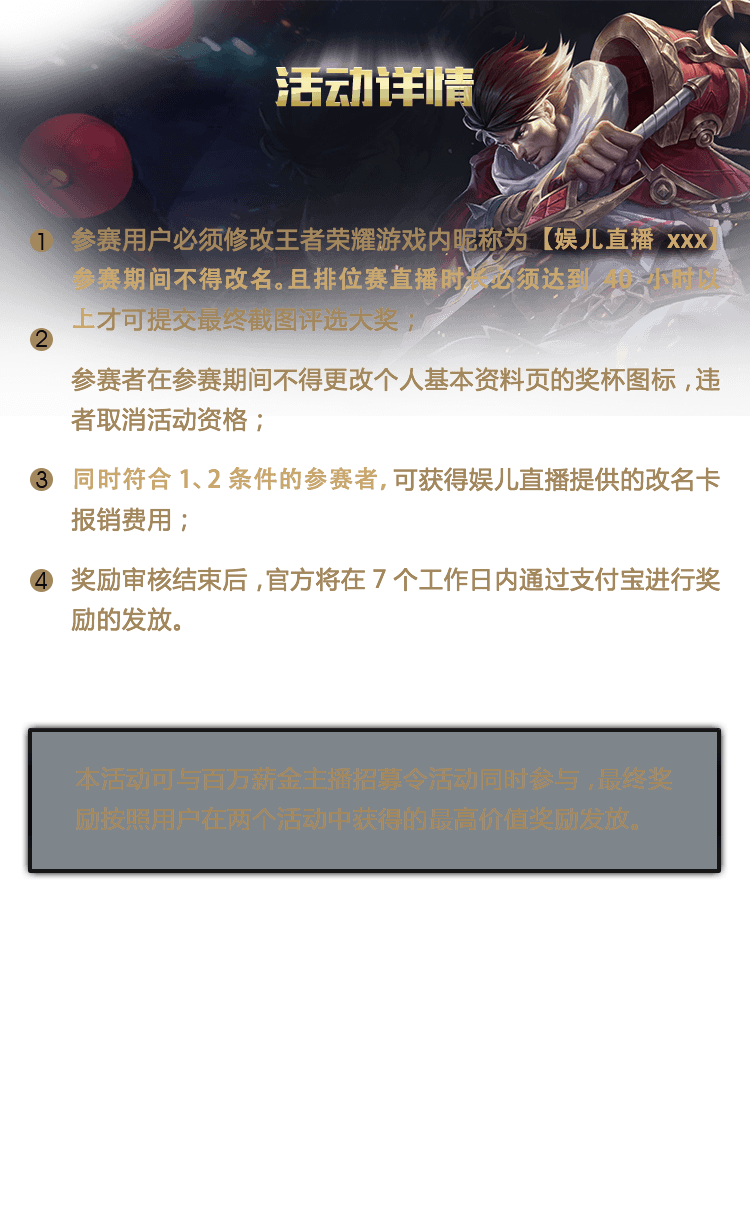 活动详情
1 参赛用户必须修改王者荣耀游戏内昵称为【娱儿直播 xxx】
参赛期间不得改名。且排位赛直播时长必须达到 40 小时以
上才可提交最终截图评选大奖；
2
参赛者在参赛期间不得更改个人基本资料页的奖杯图标，违
者取消活动资格；
3 同时符合 1、2 条件的参赛者，可获得娱儿直播提供的改名卡
报销费用；
4 奖励审核结束后，官方将在 7 个工作日内通过支付宝进行奖
励的发放。
本活动可与百万薪金主播招募令活动同时参与，最终奖
励按照用户在两个活动中获得的最高价值奖励发放。